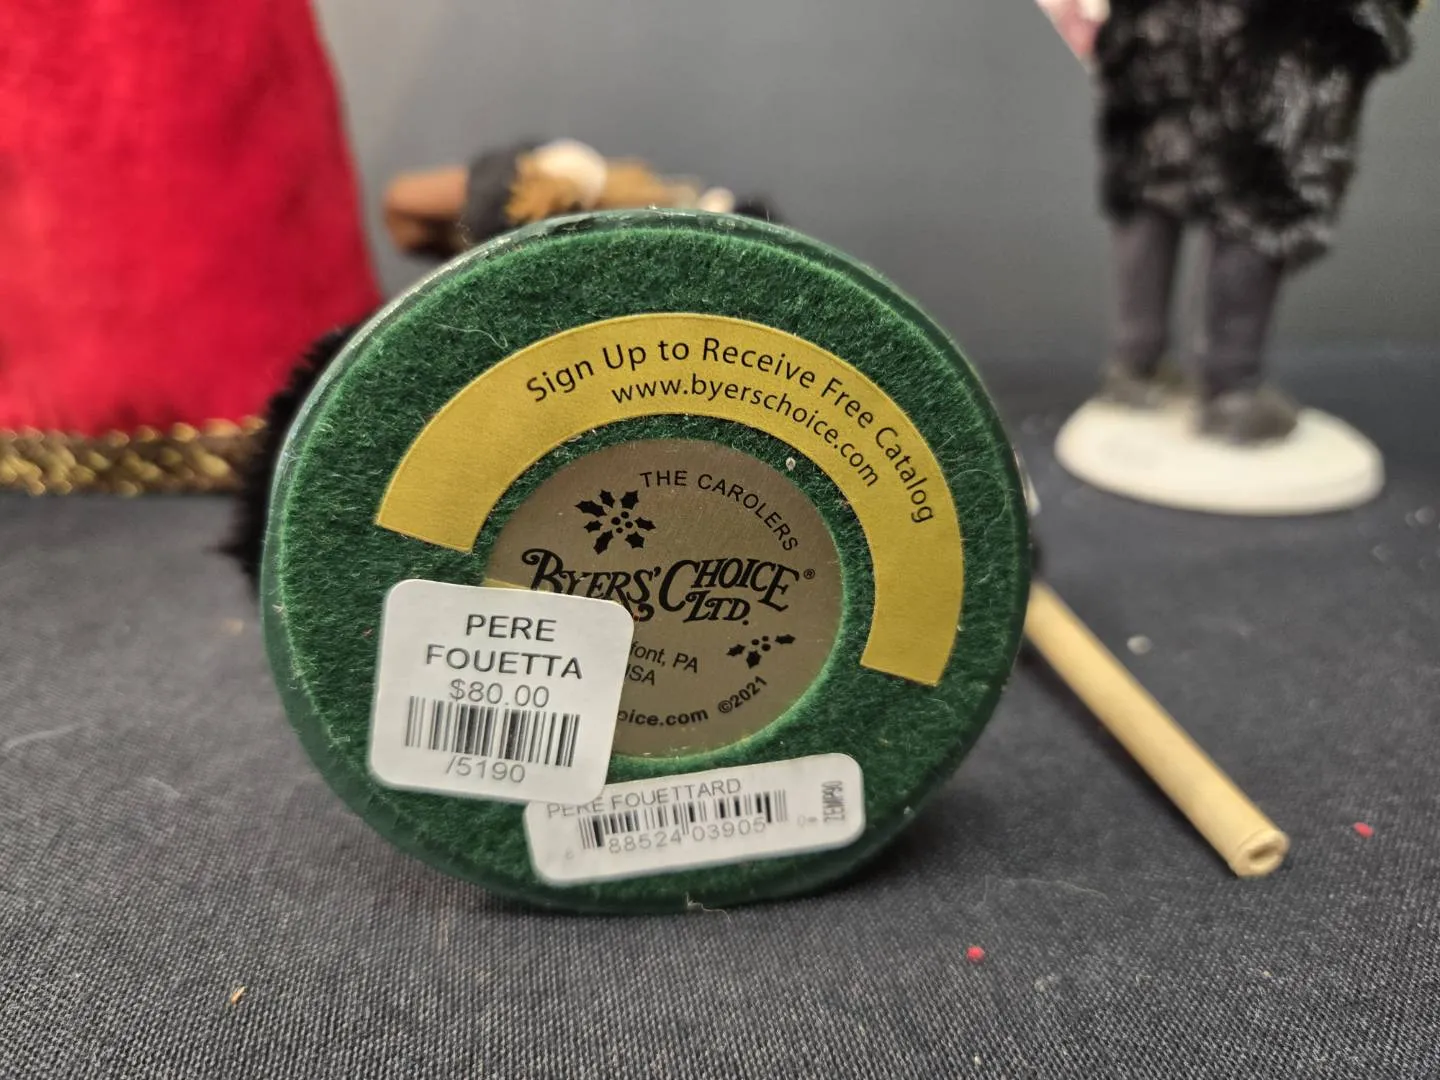 Sign Up to Receive Free Catalog
www.byerschoice.com
THE CAROLERS
BYERS' CHOICE®
LTD.
font, PA
USA
oice.com ©2021
PERE
FOUETTA
$80.00
/5190
PERE FOUETTARD
88524 03905